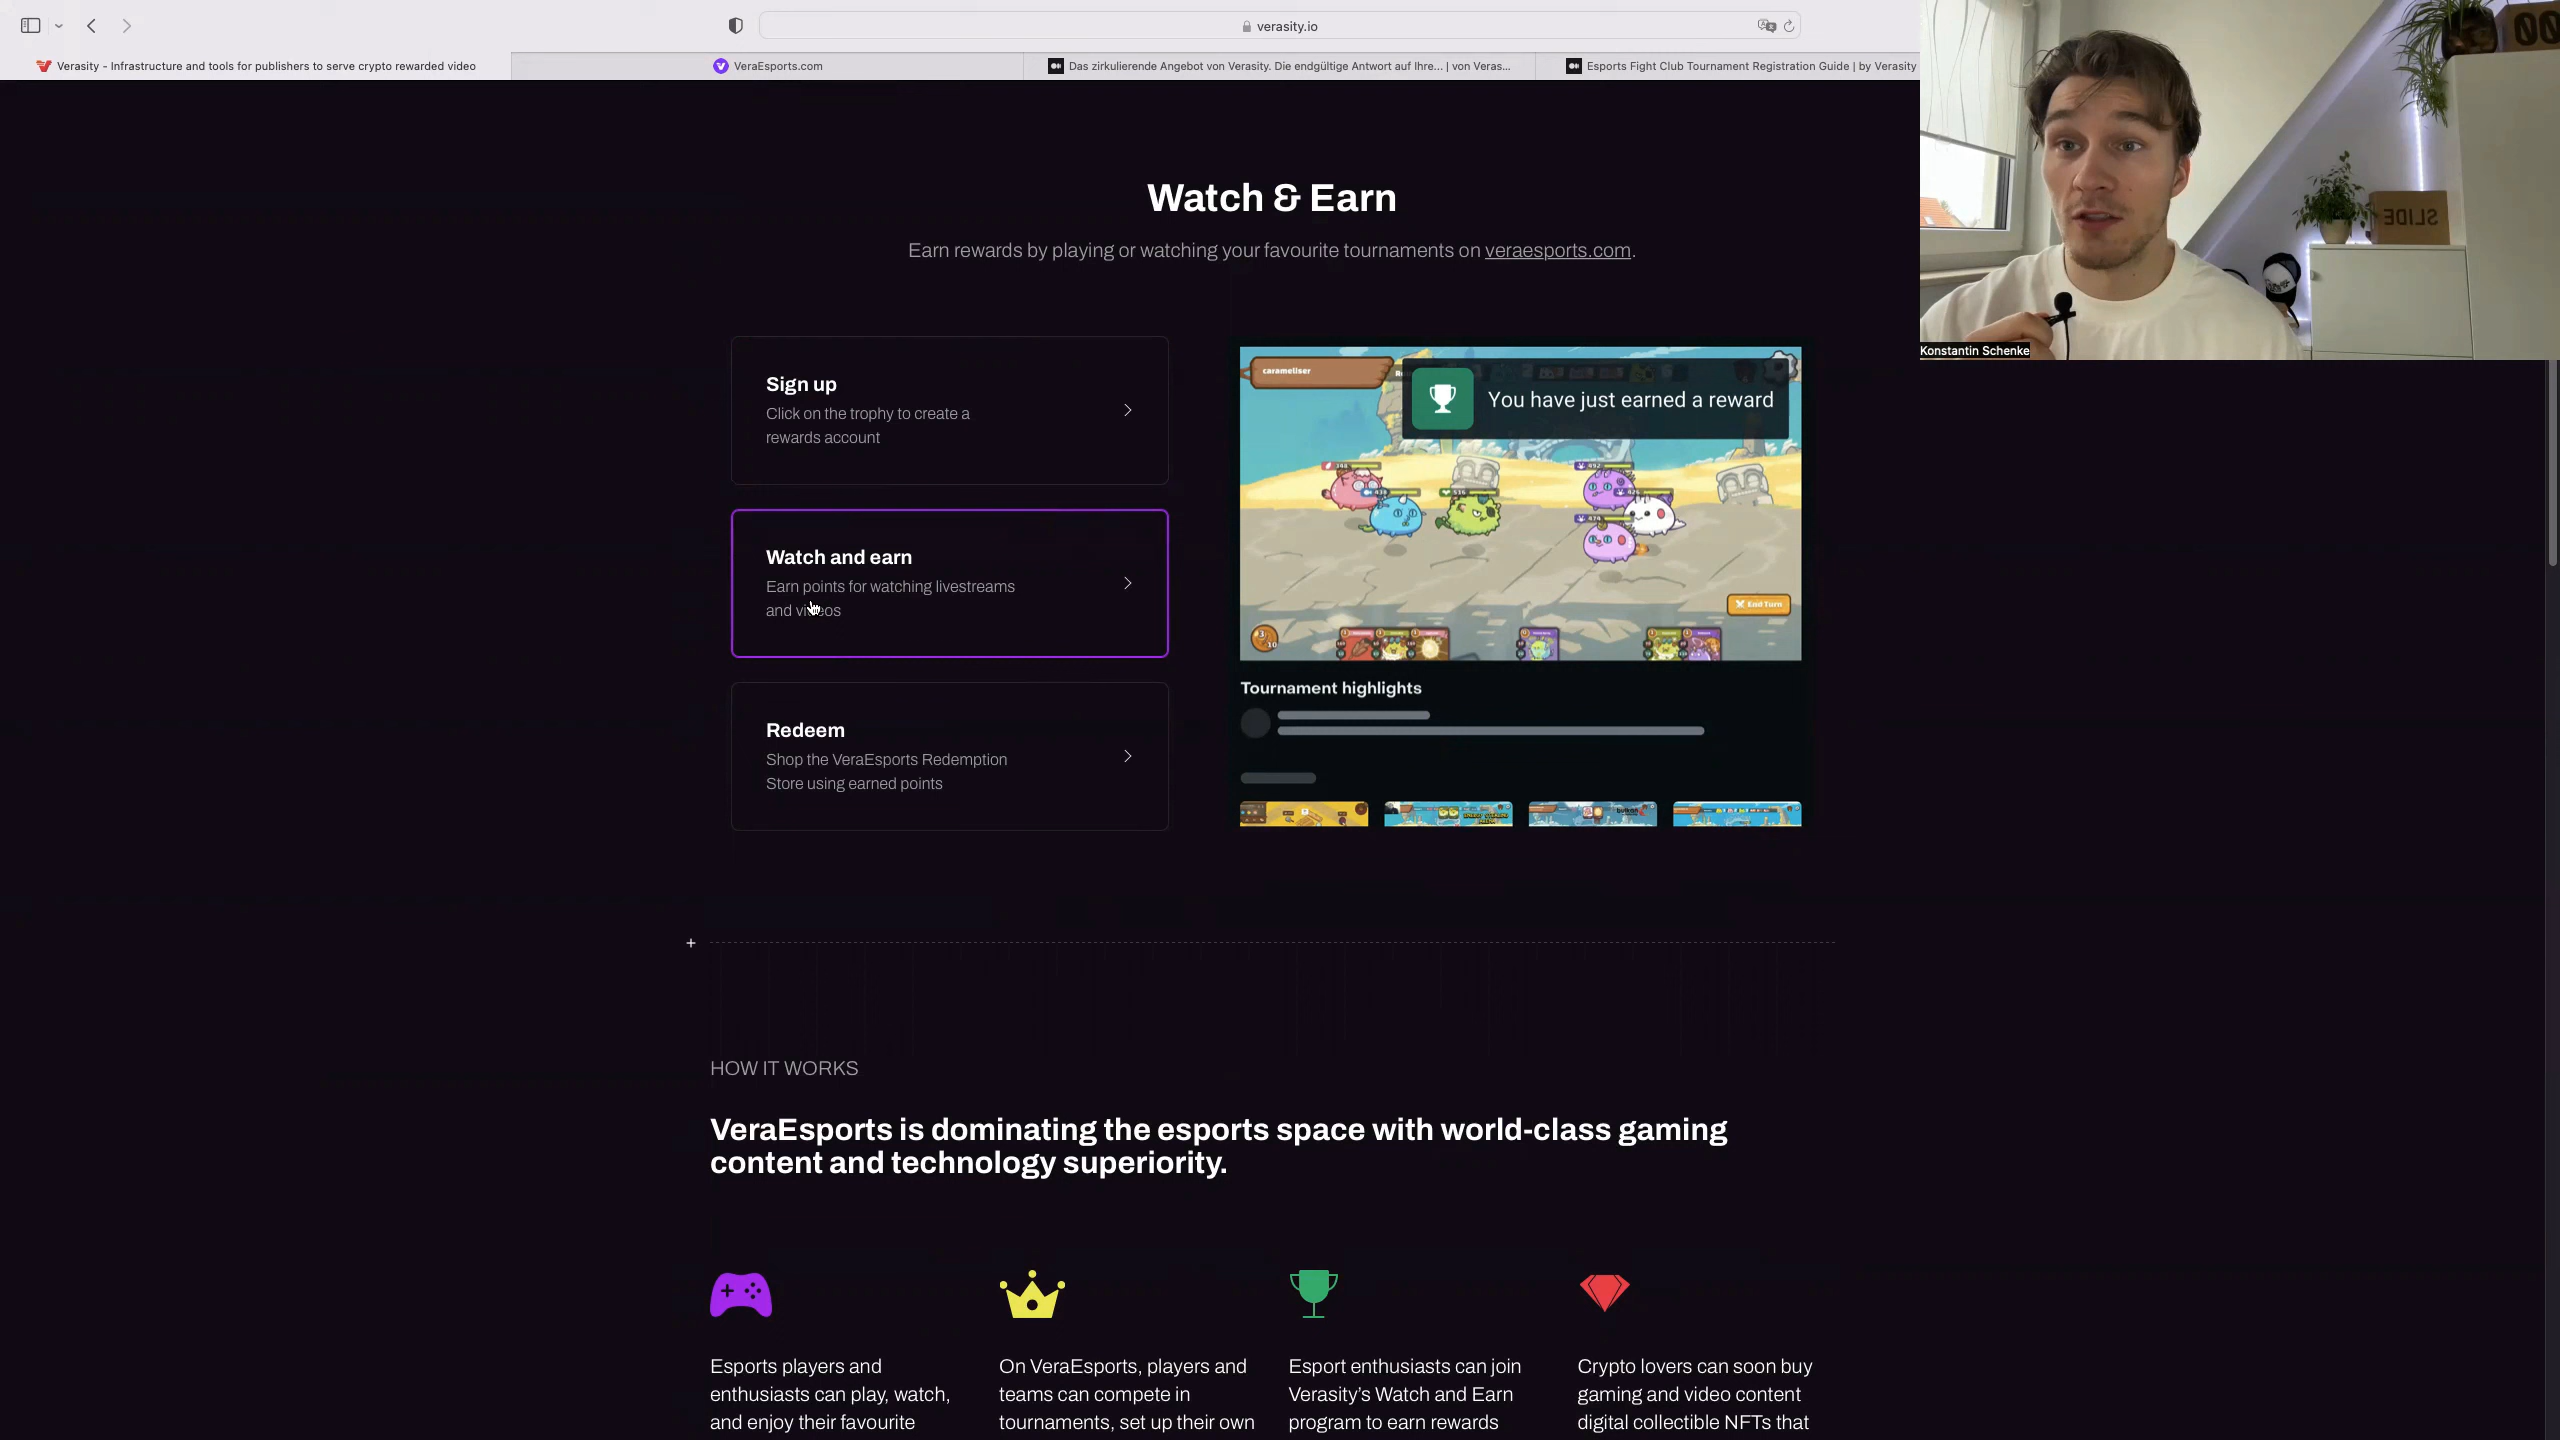 verasity.io
Verasity - Infrastructure and tools for publishers to serve crypto rewarded video
VeraEsports.com
Das zirkulierende Angebot von Verasity. Die endgültige Antwort auf Ihre... | von Veras...
Esports Fight Club Tournament Registration Guide | by Verasity
SLIDE
Konstantin Schenke
Watch & Earn
Earn rewards by playing or watching your favourite tournaments on veraesports.com.
Sign up
Click on the trophy to create a
rewards account
Watch and earn
Earn points for watching livestreams
and videos
Redeem
Shop the VeraEsports Redemption
Store using earned points
carameliser
You have just earned a reward
End Turn
Tournament highlights
HOW IT WORKS
VeraEsports is dominating the esports space with world-class gaming
content and technology superiority.
Esports players and
enthusiasts can play, watch,
and enjoy their favourite
On VeraEsports, players and
teams can compete in
tournaments, set up their own
Esport enthusiasts can join
Verasity's Watch and Earn
program to earn rewards
Crypto lovers can soon buy
gaming and video content
digital collectible NFTs that